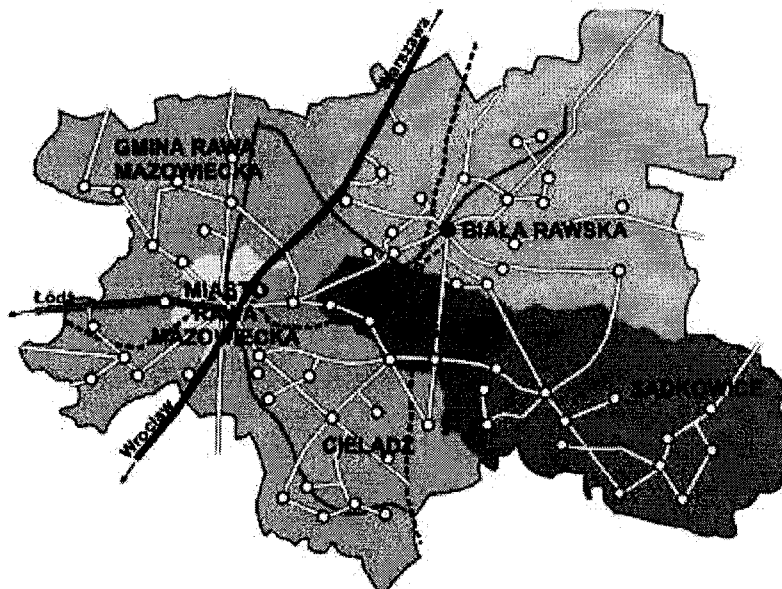 Warszawa
GMINA RAWA
MAZOWIECKA
BIAŁA RAWSKA
Łódź
MIASTO
RAWA
MAZOWIECKA
SADKOWICE
Wrocław
CIELĄDZ